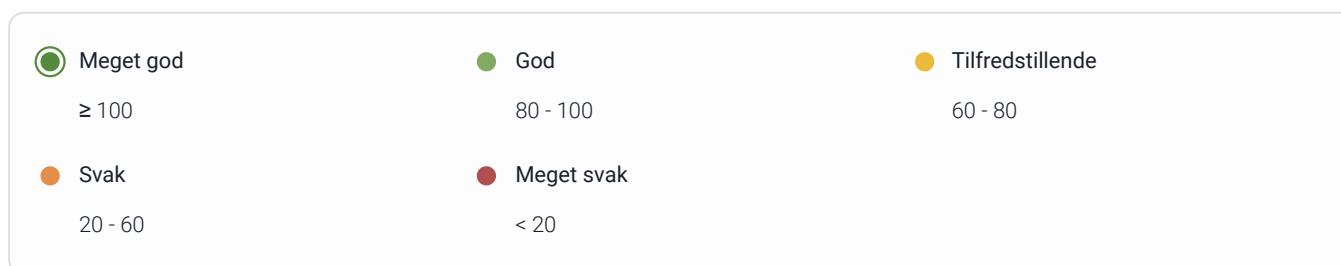 Meget god
≥ 100
God
80 - 100
Tilfredstillende
60 - 80
Svak
20 - 60
Meget svak
< 20